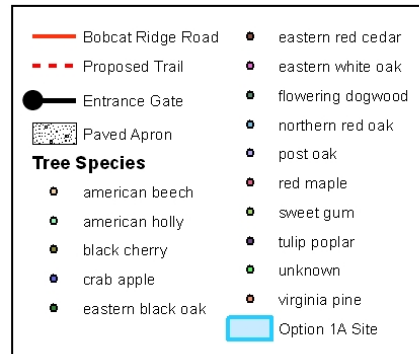 Bobcat Ridge Road
Proposed Trail
Entrance Gate
Paved Apron
Tree Species
american beech
american holly
black cherry
crab apple
eastern black oak
eastern red cedar
eastern white oak
flowering dogwood
northern red oak
post oak
red maple
sweet gum
tulip poplar
unknown
virginia pine
Option 1A Site